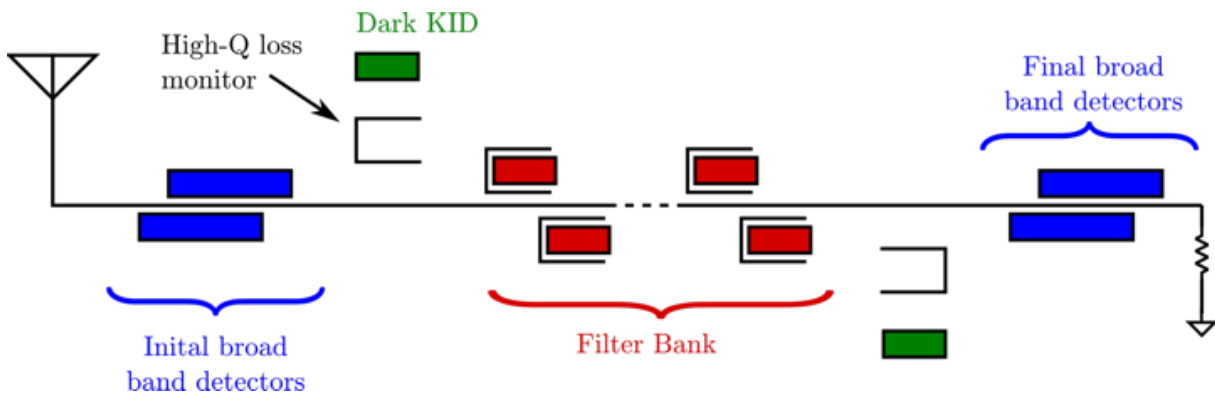 Dark KID
High-Q loss
monitor
Final broad
band detectors
Inital broad
band detectors
Filter Bank